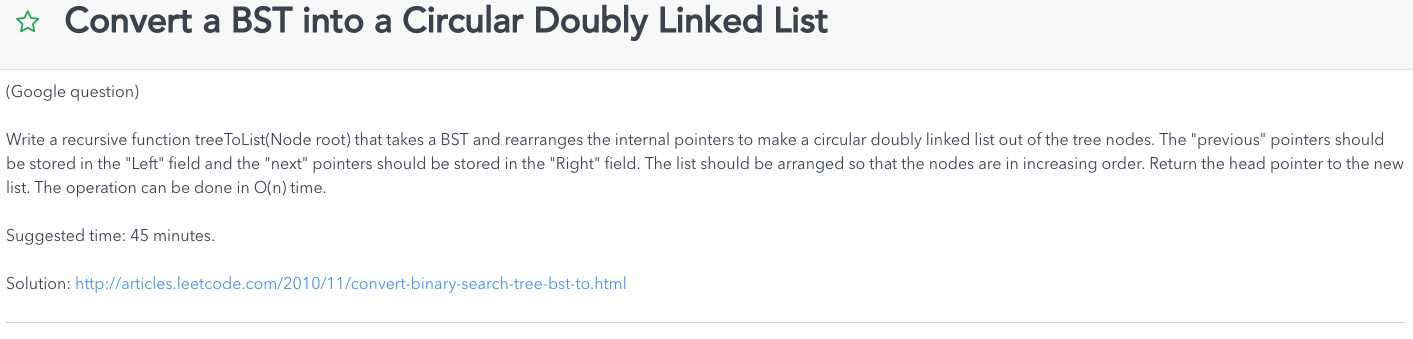 Convert a BST into a Circular Doubly Linked List
(Google question)
Write a recursive function treeToList(Node root) that takes a BST and rearranges the internal pointers to make a circular doubly linked list out of the tree nodes. The "previous" pointers should
be stored in the "Left" field and the "next" pointers should be stored in the "Right" field. The list should be arranged so that the nodes are in increasing order. Return the head pointer to the new
list. The operation can be done in O(n) time.
Suggested time: 45 minutes.
Solution: http://articles.leetcode.com/2010/11/convert-binary-search-tree-bst-to.html